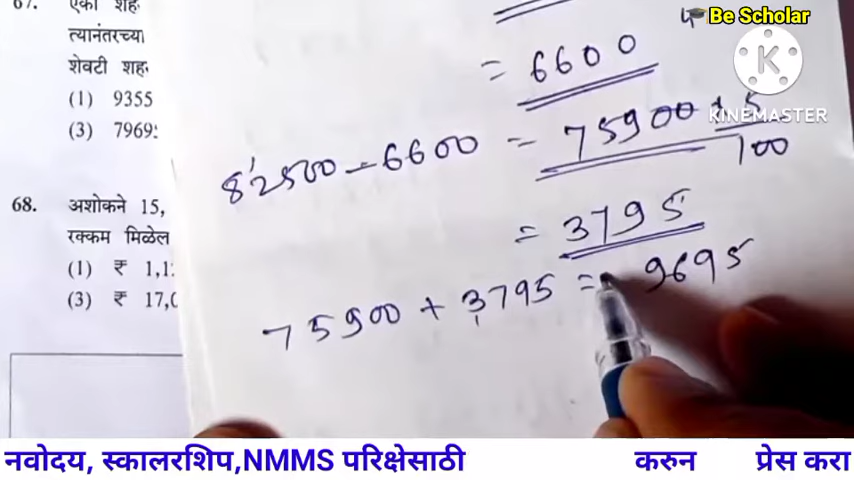 Be Scholar
K
KINEMASTER
67. एका शह
त्यानंतरच्या
शेवटी शह
(1) 9355
(3) 7969
= 6600
82500 - 6600 = 75900 × 5
100
= 3795
75900 + 3795 = 9695
68. अशोकने 15,
रक्कम मिळेल
(1) ₹ 1,1
(3) ₹ 17,0
नवोदय, स्कालरशिप,NMMS परिक्षेसाठी करुन प्रेस करा